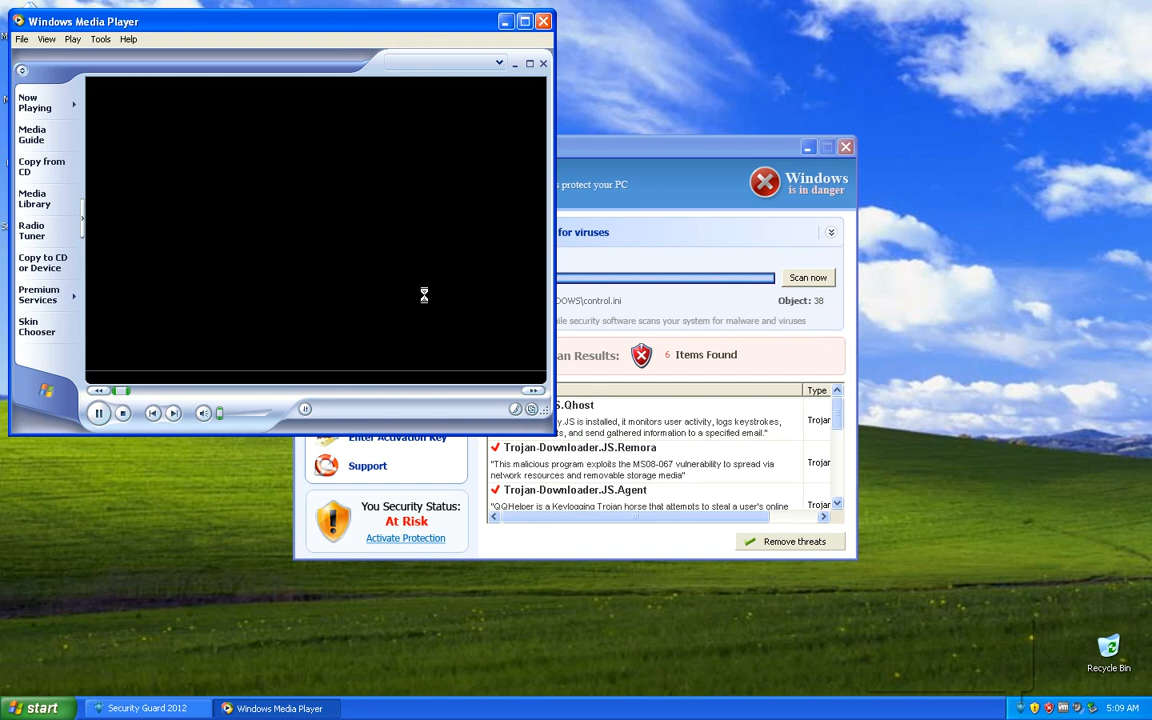 Windows Media Player
File View Play Tools Help
Now Playing
Media Guide
Copy from CD
Media Library
Radio Tuner
Copy to CD or Device
Premium Services
Skin Chooser
s protect your PC
Windows
is in danger
for viruses
Scan now
DOWS\control.ini
Object: 38
ile security software scans your system for malware and viruses
an Results:
6 Items Found
Type
S.Qhost
y.JS is installed, it monitors user activity, logs keystrokes,
s, and send gathered information to a specified email."
Trojar
Trojan-Downloader.JS.Remora
"This malicious program exploits the MS08-067 vulnerability to spread via
network resources and removable storage media"
Trojar
Trojan-Downloader.JS.Agent
"QQHelper is a Keylogging Trojan horse that attempts to steal a user's online
Trojar
Enter Activation Key
Support
You Security Status:
At Risk
Activate Protection
Remove threats
Recycle Bin
start
Security Guard 2012
Windows Media Player
5:09 AM